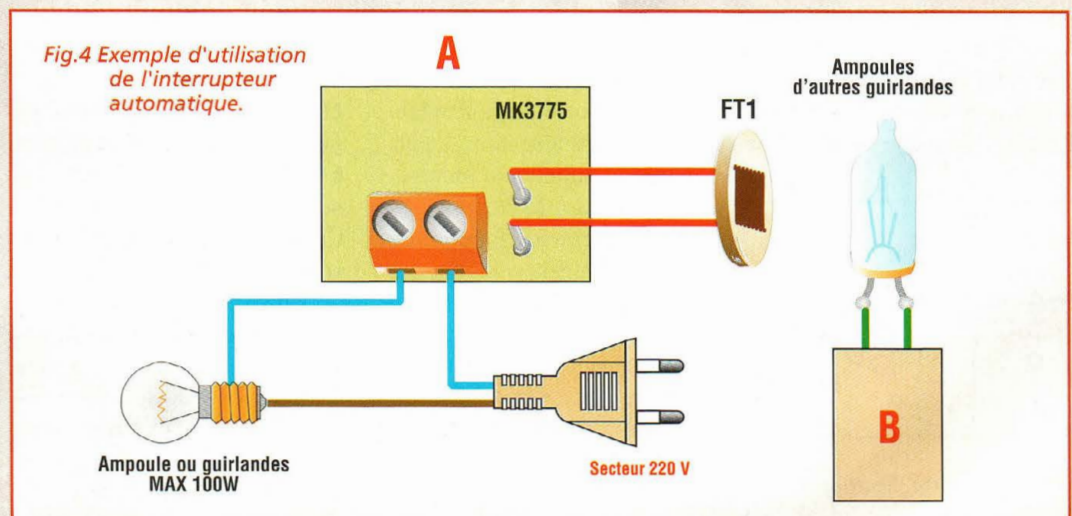 Fig.4 Exemple d'utilisation
de l'interrupteur
automatique.
A
MK3775
FT1
Ampoules
d'autres guirlandes
B
Ampoule ou guirlandes
MAX 100W
Secteur 220 V